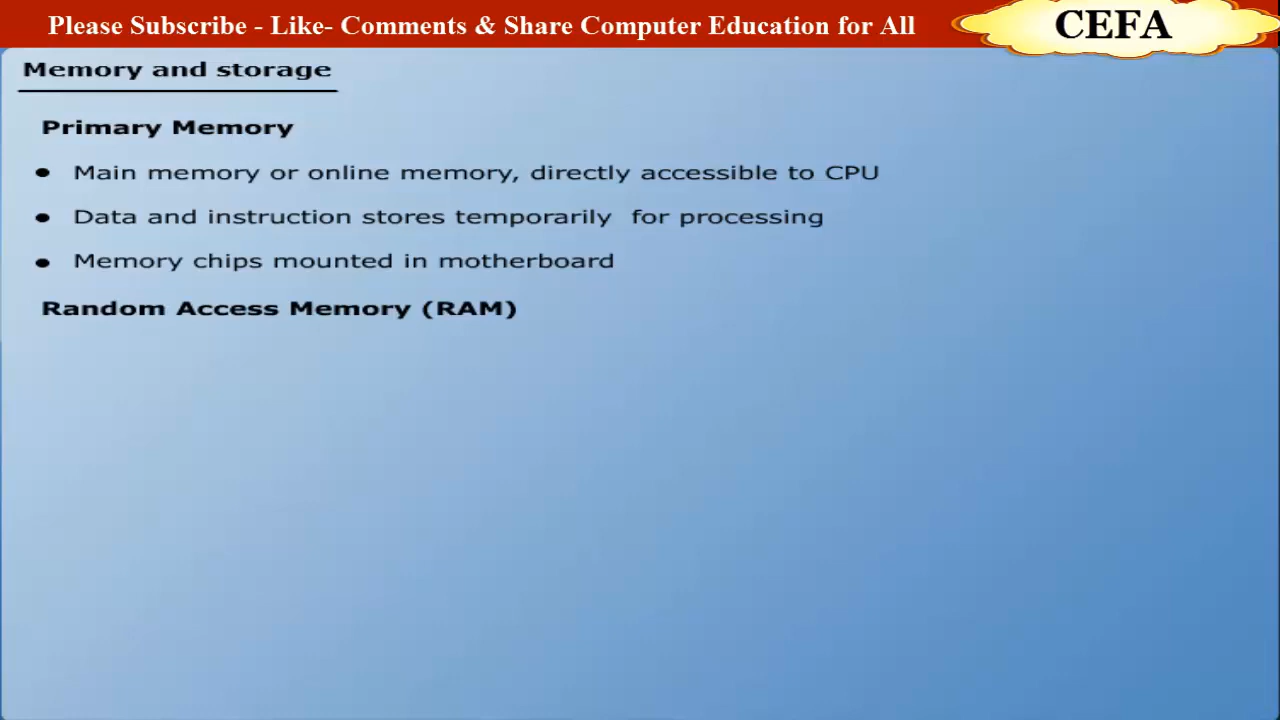 Please Subscribe - Like- Comments & Share Computer Education for All
CEFA
Memory and storage
Primary Memory
● Main memory or online memory, directly accessible to CPU
● Data and instruction stores temporarily  for processing
● Memory chips mounted in motherboard
Random Access Memory (RAM)